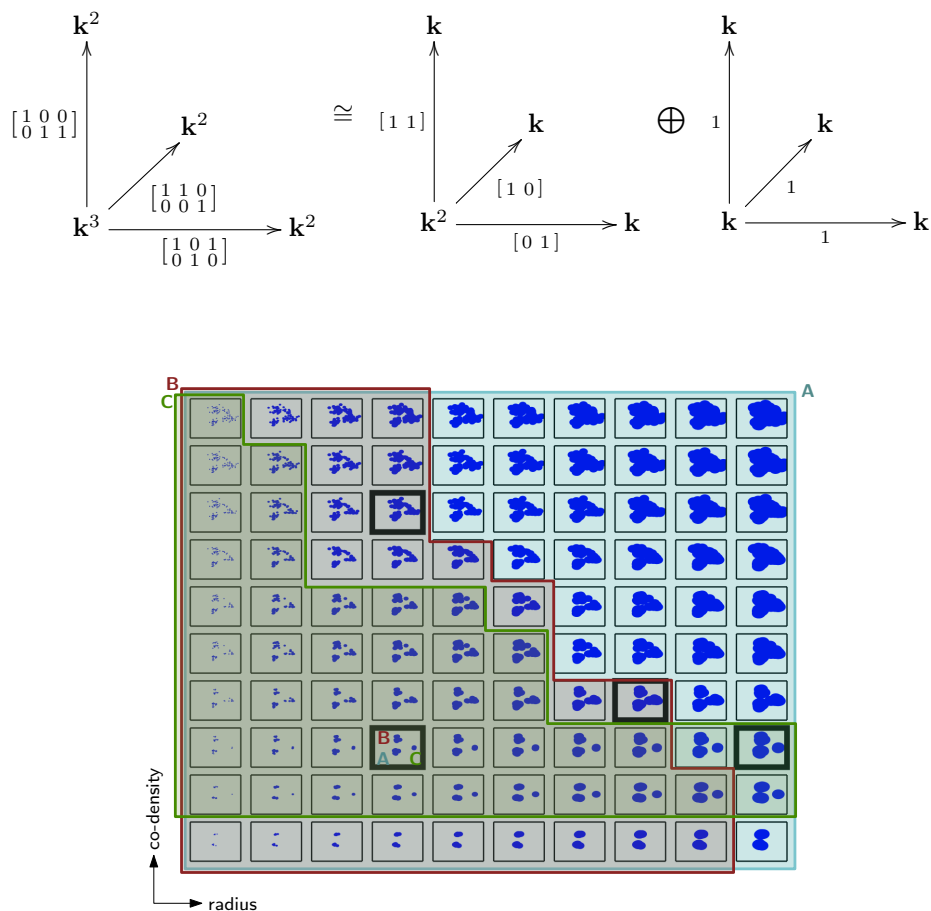 k² k k
[1 0 0
0 1 1] ≅ [1 1] ⊕ 1
k² k k
[1 1 0
0 0 1] [1 0] 1
k³ k² k² k k k
[1 0 1
0 1 0] [0 1] 1
B
A
C
B
A C
co-density
radius